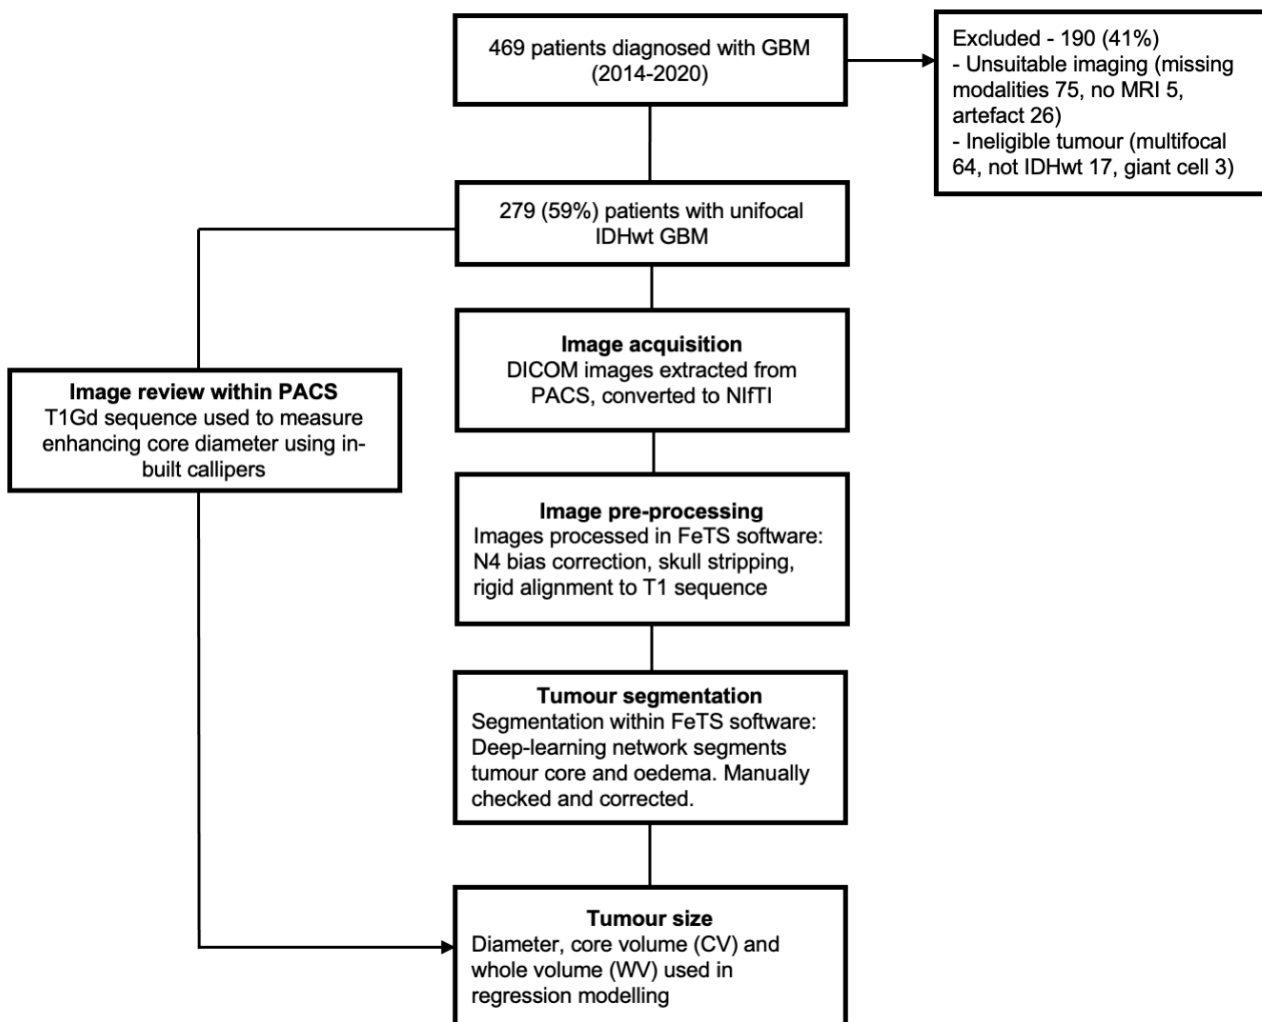 469 patients diagnosed with GBM
(2014-2020)
Excluded - 190 (41%)
- Unsuitable imaging (missing
modalities 75, no MRI 5,
artefact 26)
- Ineligible tumour (multifocal
64, not IDHwt 17, giant cell 3)
279 (59%) patients with unifocal
IDHwt GBM
Image acquisition
DICOM images extracted from
PACS, converted to NIfTI
Image review within PACS
T1Gd sequence used to measure
enhancing core diameter using in-
built callipers
Image pre-processing
Images processed in FeTS software:
N4 bias correction, skull stripping,
rigid alignment to T1 sequence
Tumour segmentation
Segmentation within FeTS software:
Deep-learning network segments
tumour core and oedema. Manually
checked and corrected.
Tumour size
Diameter, core volume (CV) and
whole volume (WV) used in
regression modelling